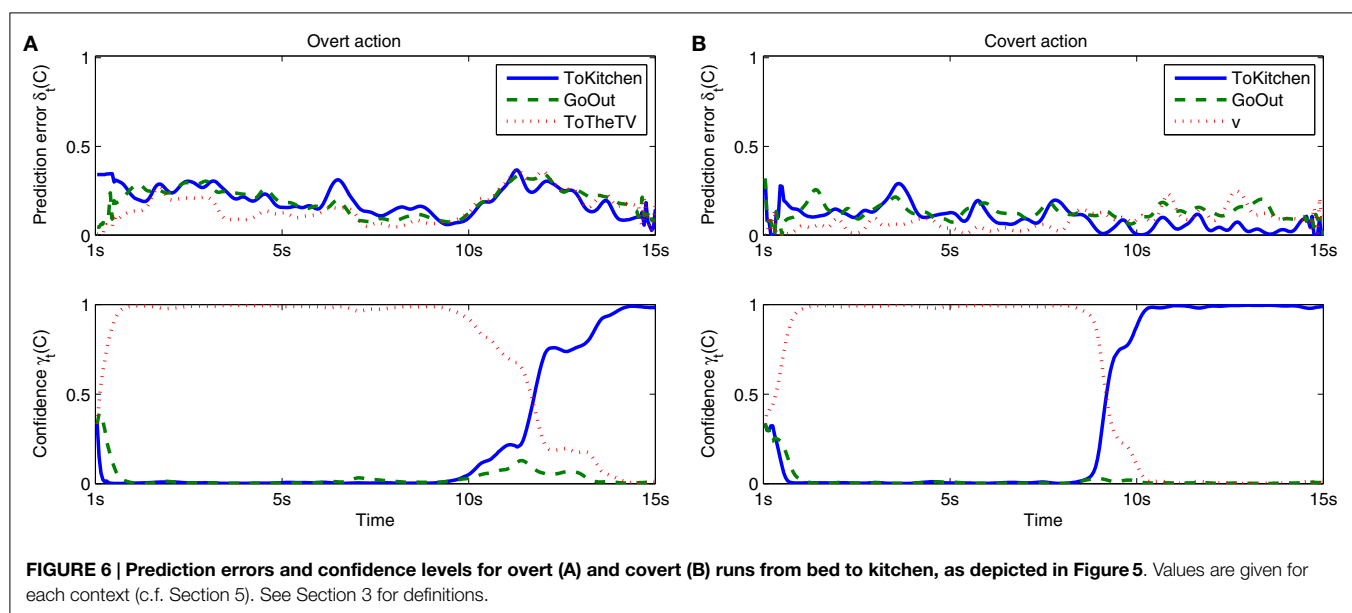 A
Overt action
Prediction error δt(C)
1
0.5
0
ToKitchen
GoOut
ToTheTV
1s
5s
10s
15s
Confidence γt(C)
1
0.5
0
1s
5s
10s
15s
Time
B
Covert action
Prediction error δt(C)
1
0.5
0
ToKitchen
GoOut
v
1s
5s
10s
15s
Confidence γt(C)
1
0.5
0
1s
5s
10s
15s
Time
FIGURE 6 | Prediction errors and confidence levels for overt (A) and covert (B) runs from bed to kitchen, as depicted in Figure 5. Values are given for
each context (c.f. Section 5). See Section 3 for definitions.